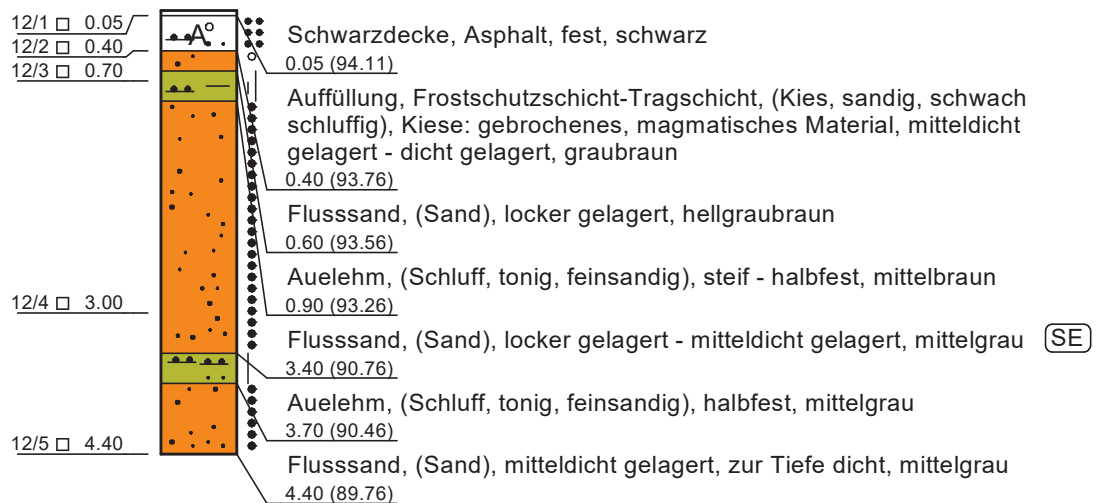 12/1 □ 0.05
12/2 □ 0.40
12/3 □ 0.70
12/4 □ 3.00
12/5 □ 4.40
A
Schwarzdecke, Asphalt, fest, schwarz
0.05 (94.11)
Auffüllung, Frostschutzschicht-Tragschicht, (Kies, sandig, schwach
schluffig), Kiese: gebrochenes, magmatisches Material, mitteldicht
gelagert - dicht gelagert, graubraun
0.40 (93.76)
Flusssand, (Sand), locker gelagert, hellgraubraun
0.60 (93.56)
Auelehm, (Schluff, tonig, feinsandig), steif - halbfest, mittelbraun
0.90 (93.26)
Flusssand, (Sand), locker gelagert - mitteldicht gelagert, mittelgrau SE
3.40 (90.76)
Auelehm, (Schluff, tonig, feinsandig), halbfest, mittelgrau
3.70 (90.46)
Flusssand, (Sand), mitteldicht gelagert, zur Tiefe dicht, mittelgrau
4.40 (89.76)